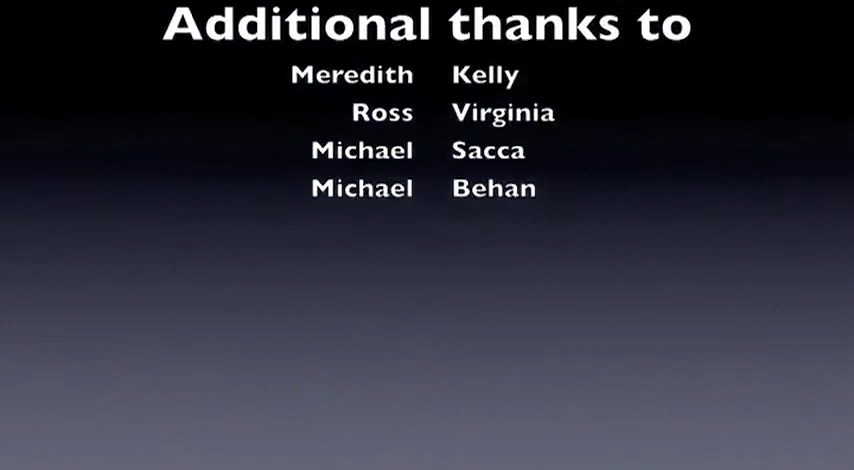 Additional thanks to
Meredith Kelly
Ross Virginia
Michael Sacca
Michael Behan